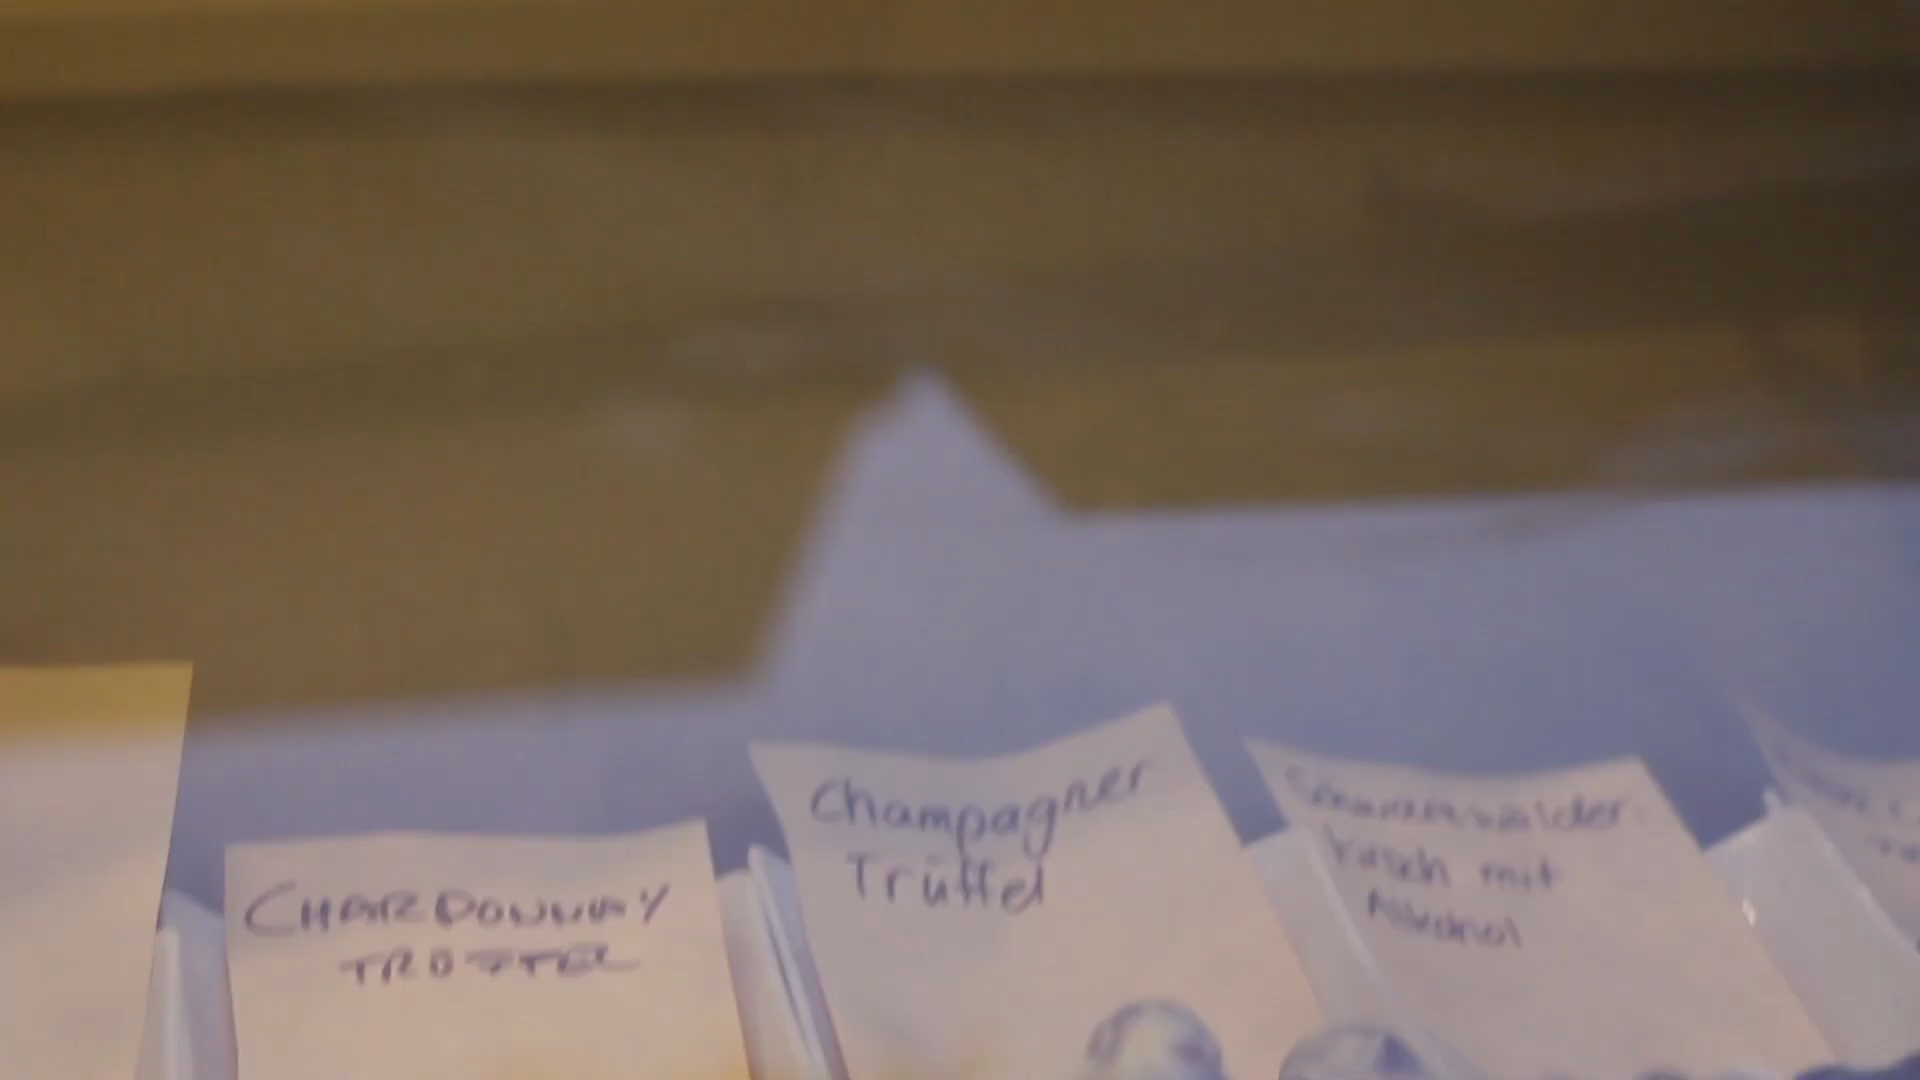 CHARDONNAY
TRÜFFEL
Champagner
Trüffel
kirsch mit
Alkohol